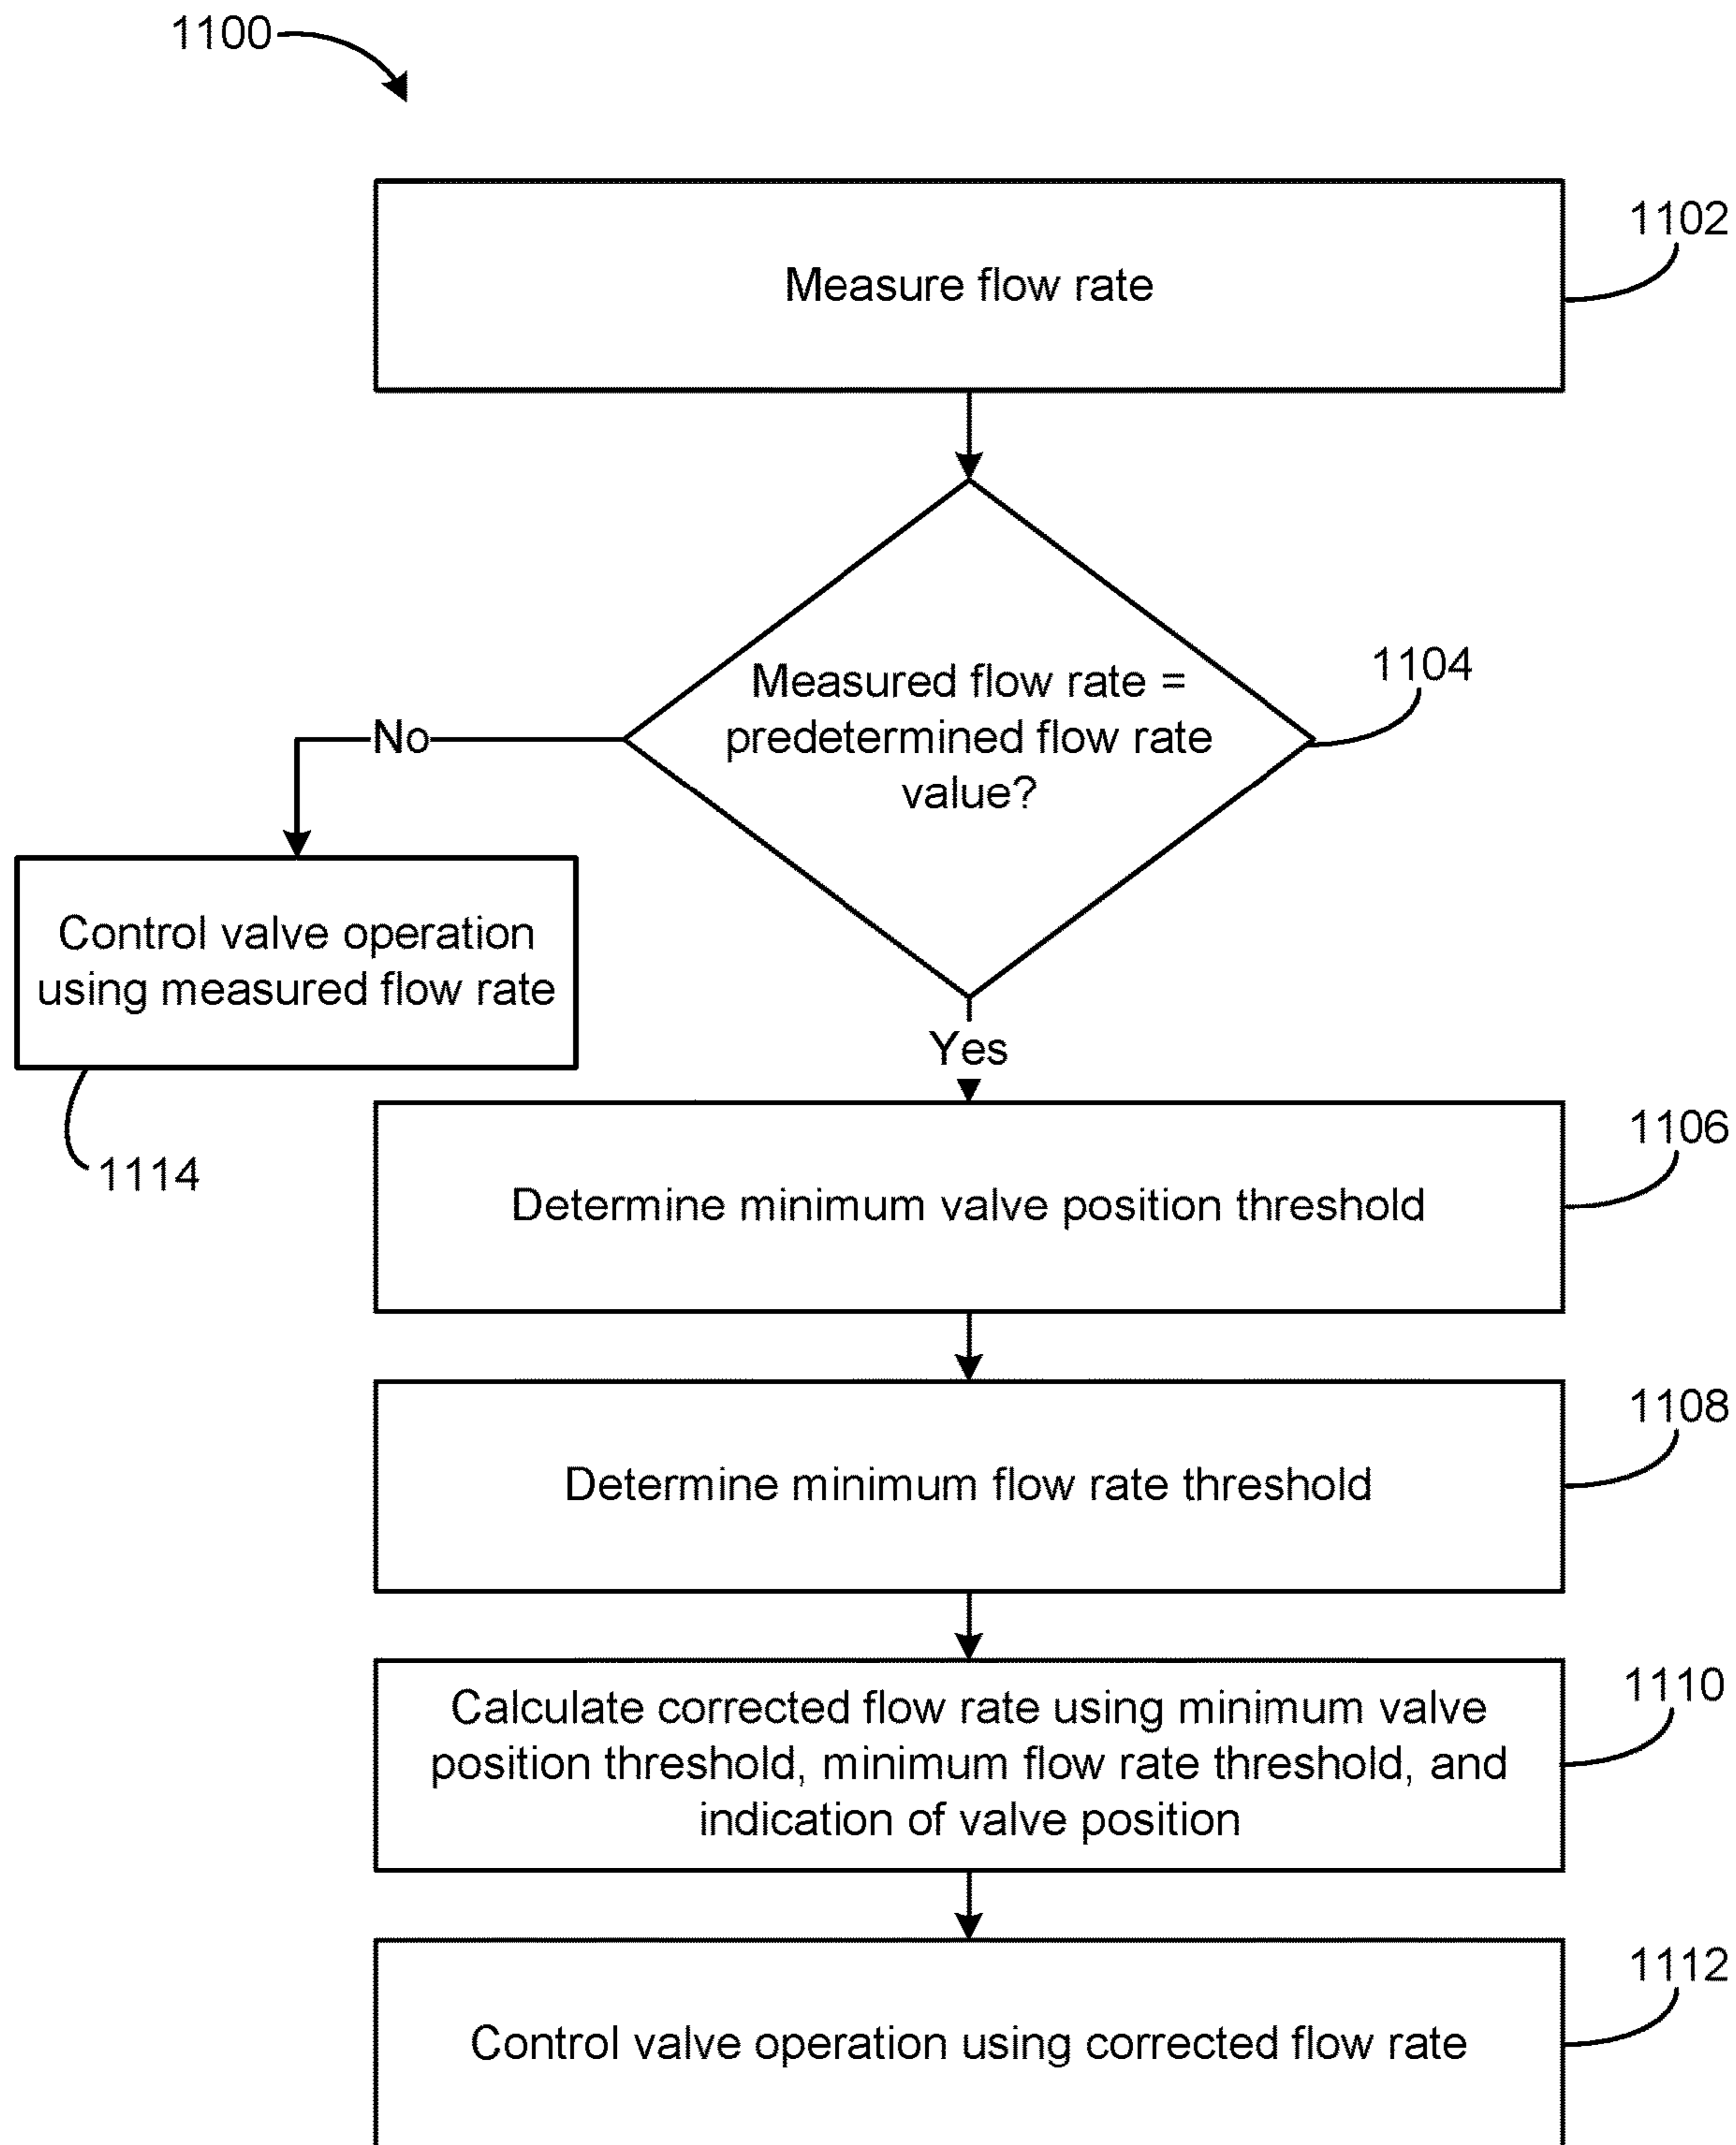 1100
1102
Measure flow rate
1104
Measured flow rate =
predetermined flow rate
value?
No
Control valve operation
using measured flow rate
1114
Yes
1106
Determine minimum valve position threshold
1108
Determine minimum flow rate threshold
1110
Calculate corrected flow rate using minimum valve
position threshold, minimum flow rate threshold, and
indication of valve position
1112
Control valve operation using corrected flow rate